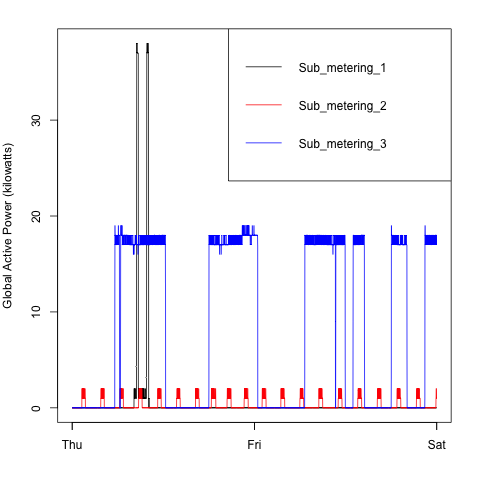 Sub_metering_1
Sub_metering_2
Sub_metering_3
Global Active Power (kilowatts)
30
20
10
0
Thu Fri Sat